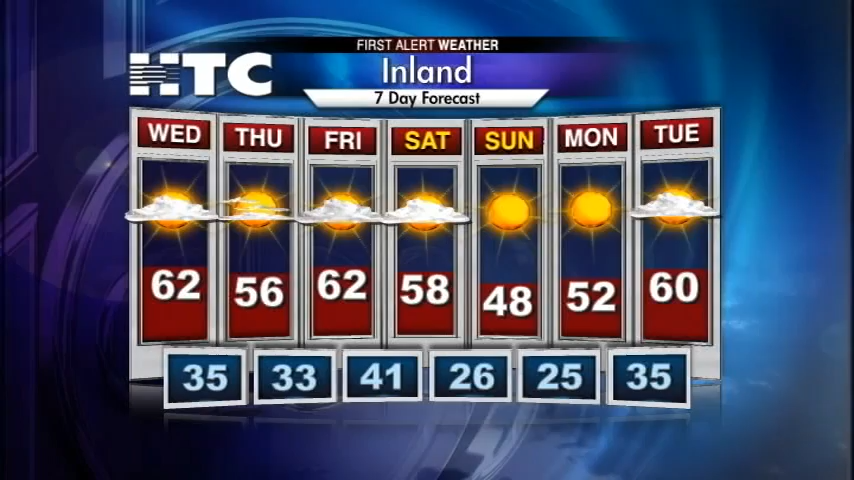 FIRST ALERT WEATHER
HTC
Inland
7 Day Forecast
WED THU FRI SAT SUN MON TUE
62 56 62 58 48 52 60
35 33 41 26 25 35